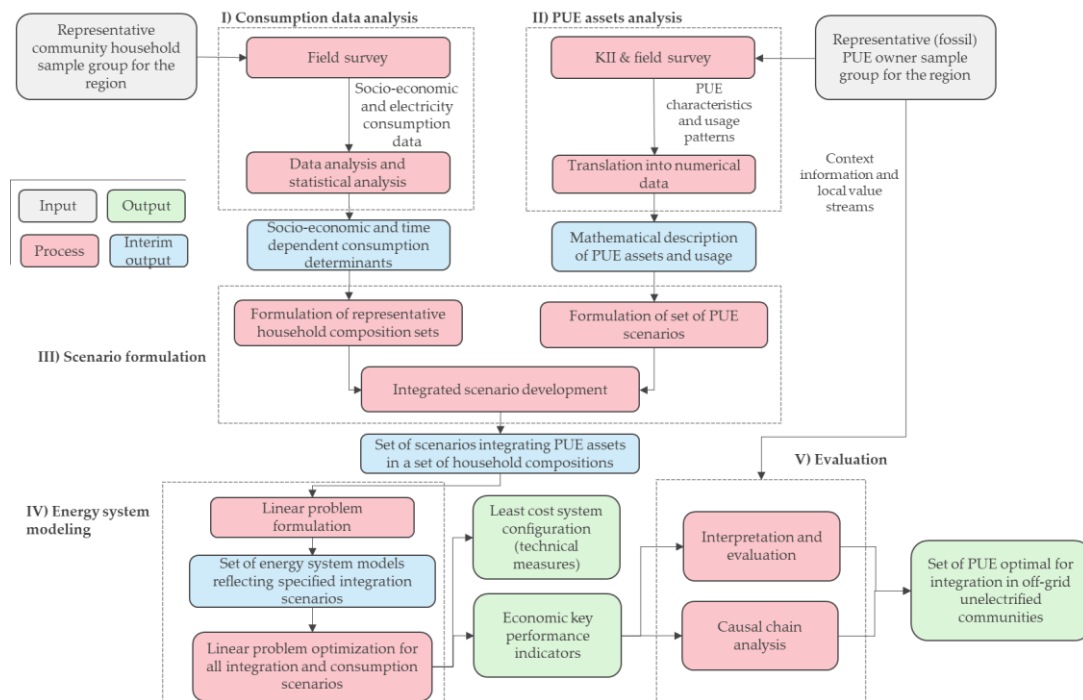 I) Consumption data analysis
II) PUE assets analysis
Representative
community household
sample group for the
region
Field survey
KII & field survey
Representative (fossil)
PUE owner sample
group for the region
Socio-economic
and electricity
consumption
data
PUE
characteristics
and usage
patterns
Data analysis and
statistical analysis
Translation into numerical
data
Context
information and
local value
streams
Input
Output
Process
Interim
output
Socio-economic and time
dependent consumption
determinants
Mathematical description
of PUE assets and usage
Formulation of representative
household composition sets
Formulation of set of PUE
scenarios
III) Scenario formulation
Integrated scenario development
Set of scenarios integrating PUE assets
in a set of household compositions
V) Evaluation
IV) Energy system
modeling
Linear problem
formulation
Set of energy system models
reflecting specified integration
scenarios
Linear problem optimization for
all integration and consumption
scenarios
Least cost system
configuration
(technical
measures)
Economic key
performance
indicators
Interpretation and
evaluation
Causal chain
analysis
Set of PUE optimal for
integration in off-grid
unelectrified
communities